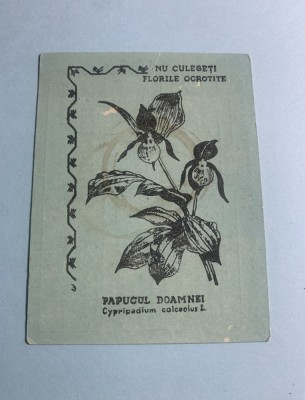 NU CULEGEȚI
FLORILE OCROTITE
PAPUCUL DOAMNEI
Cypripedium calceolus L.